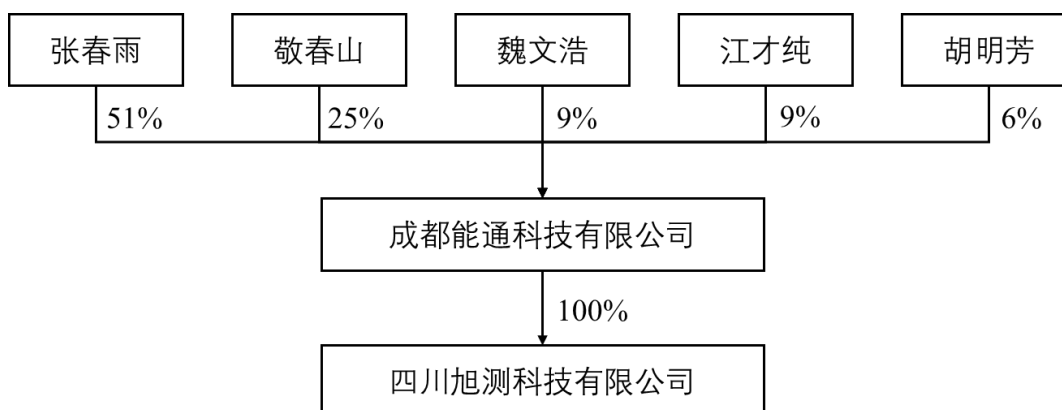 张春雨 敬春山 魏文浩 江才纯 胡明芳
51% 25% 9% 9% 6%
成都能通科技有限公司
100%
四川旭测科技有限公司